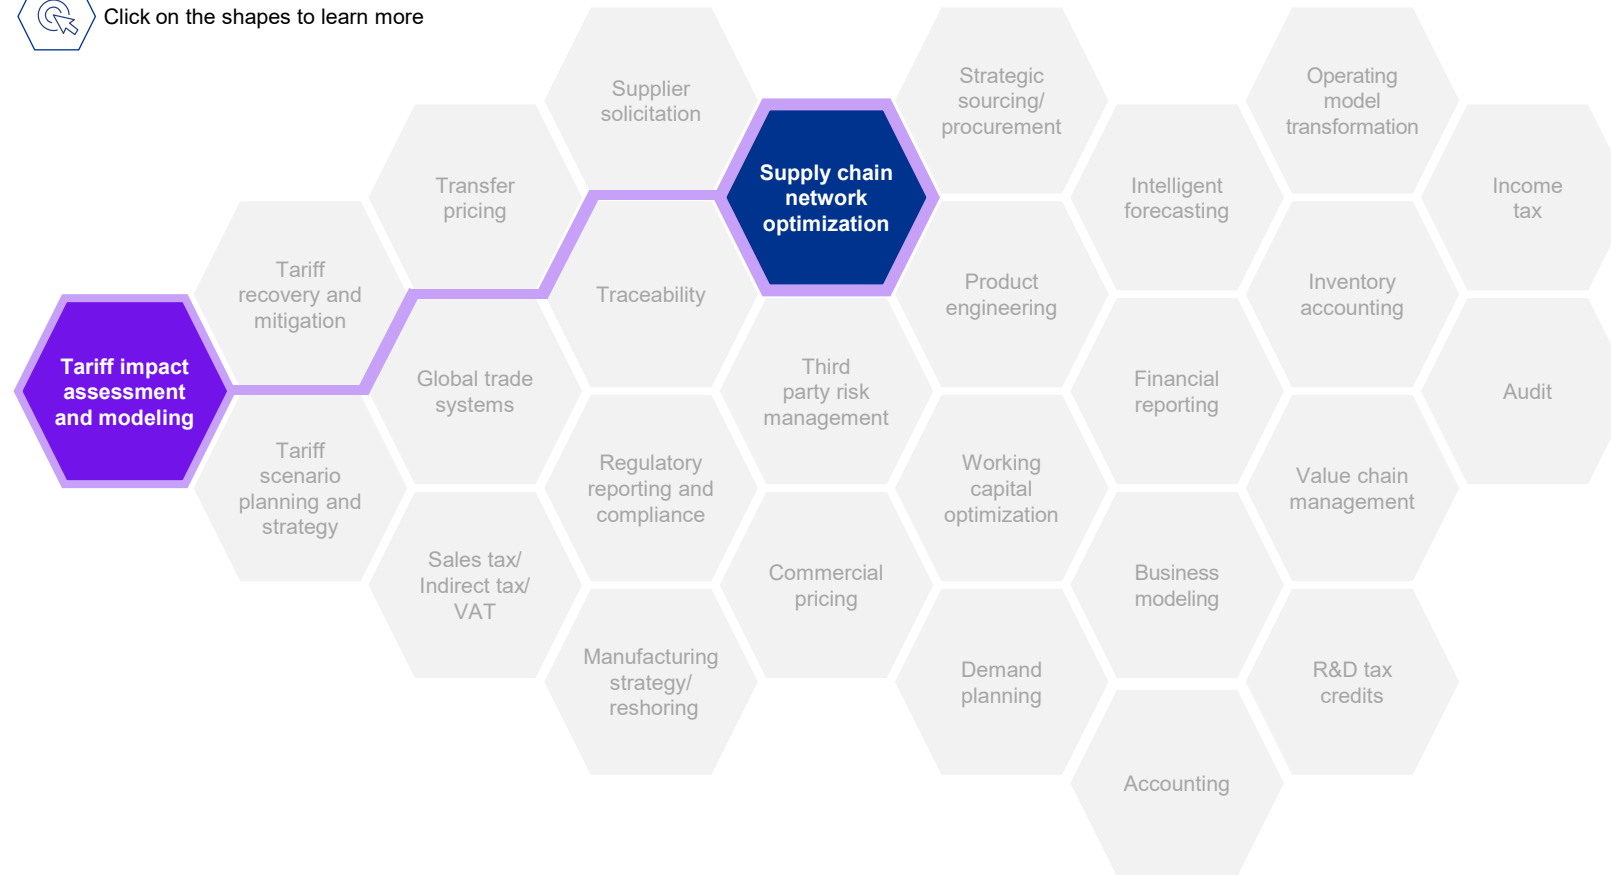 Click on the shapes to learn more
Tariff impact
assessment
and modeling
Tariff
recovery and
mitigation
Tariff
scenario
planning and
strategy
Transfer
pricing
Global trade
systems
Sales tax/
Indirect tax/
VAT
Supplier
solicitation
Traceability
Regulatory
reporting and
compliance
Manufacturing
strategy/
reshoring
Supply chain
network
optimization
Third
party risk
management
Commercial
pricing
Strategic
sourcing/
procurement
Product
engineering
Working
capital
optimization
Demand
planning
Intelligent
forecasting
Financial
reporting
Business
modeling
Accounting
Operating
model
transformation
Inventory
accounting
Value chain
management
R&D tax
credits
Income
tax
Audit